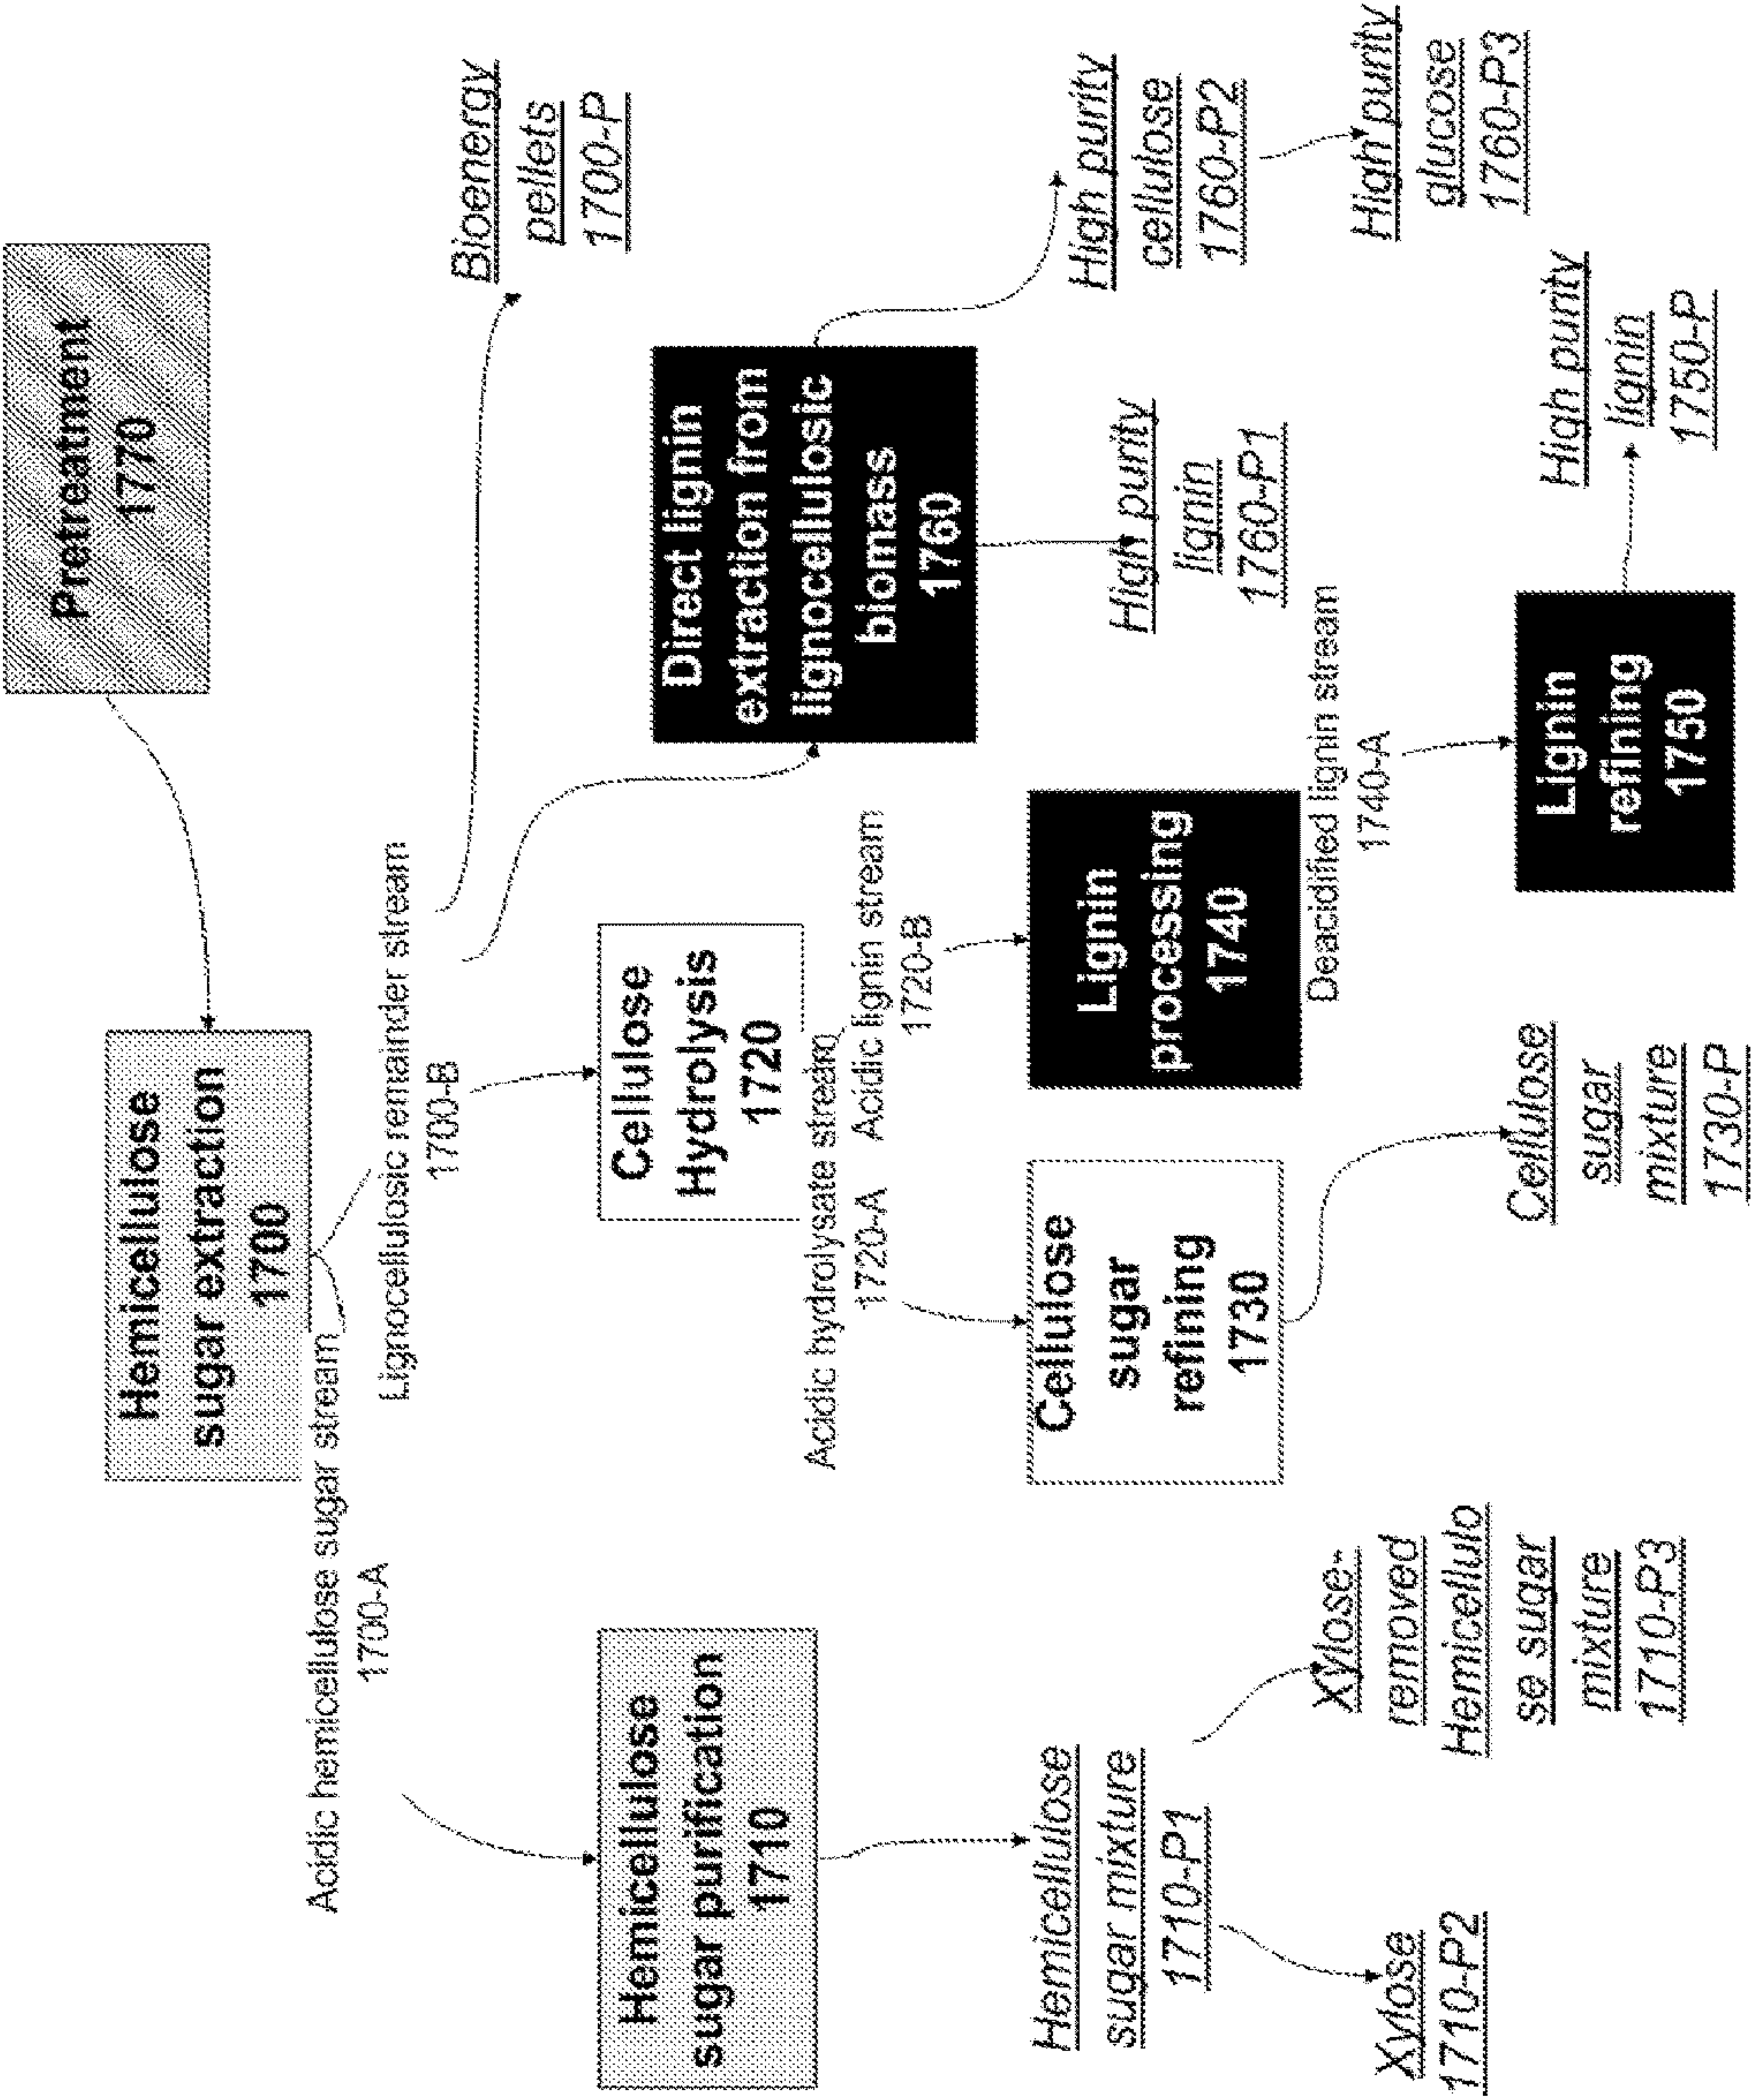 Pretreatment
1770
Hemicellulose
sugar extraction
1700
Acidic hemicellulose sugar stream
1700-A
Lignocellulosic remainder stream
1700-B
Bioenergy
pellets
1700-P
Hemicellulose
sugar purification
1710
Cellulose
Hydrolysis
1720
Direct lignin
extraction from
lignocellulosic
biomass
1760
Acidic hydrolysate stream
1720-A
Acidic lignin stream
1720-B
Hemicellulose
sugar mixture
1710-P1
Cellulose
sugar
refining
1730
Lignin
processing
1740
High purity
lignin
1760-P1
High purity
cellulose
1760-P2
Deacidified lignin stream
1740-A
High purity
glucose
1760-P3
Xylose
1710-P2
Xylose-
removed
Hemicellulo
se sugar
mixture
1710-P3
Cellulose
sugar
mixture
1730-P
Lignin
refining
1750
High purity
lignin
1750-P